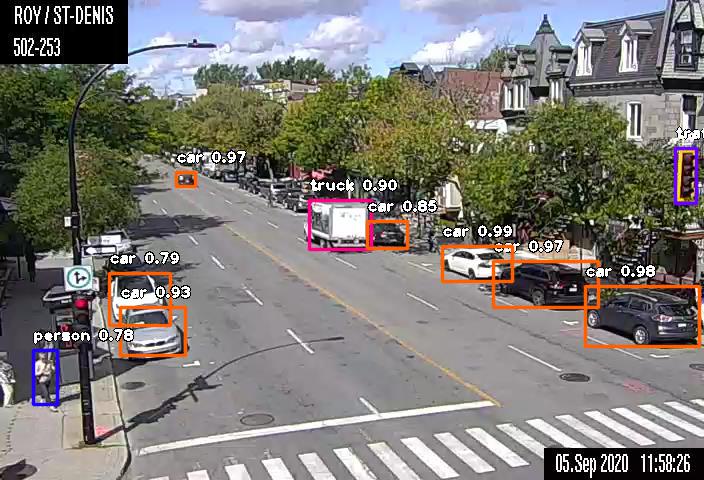 ROY / ST-DENIS
502-253
car 0.97
truck 0.90
car 0.85
car 0.99
car 0.97
car 0.98
car 0.79
car 0.93
person 0.78
05.Sep 2020 11:58:26